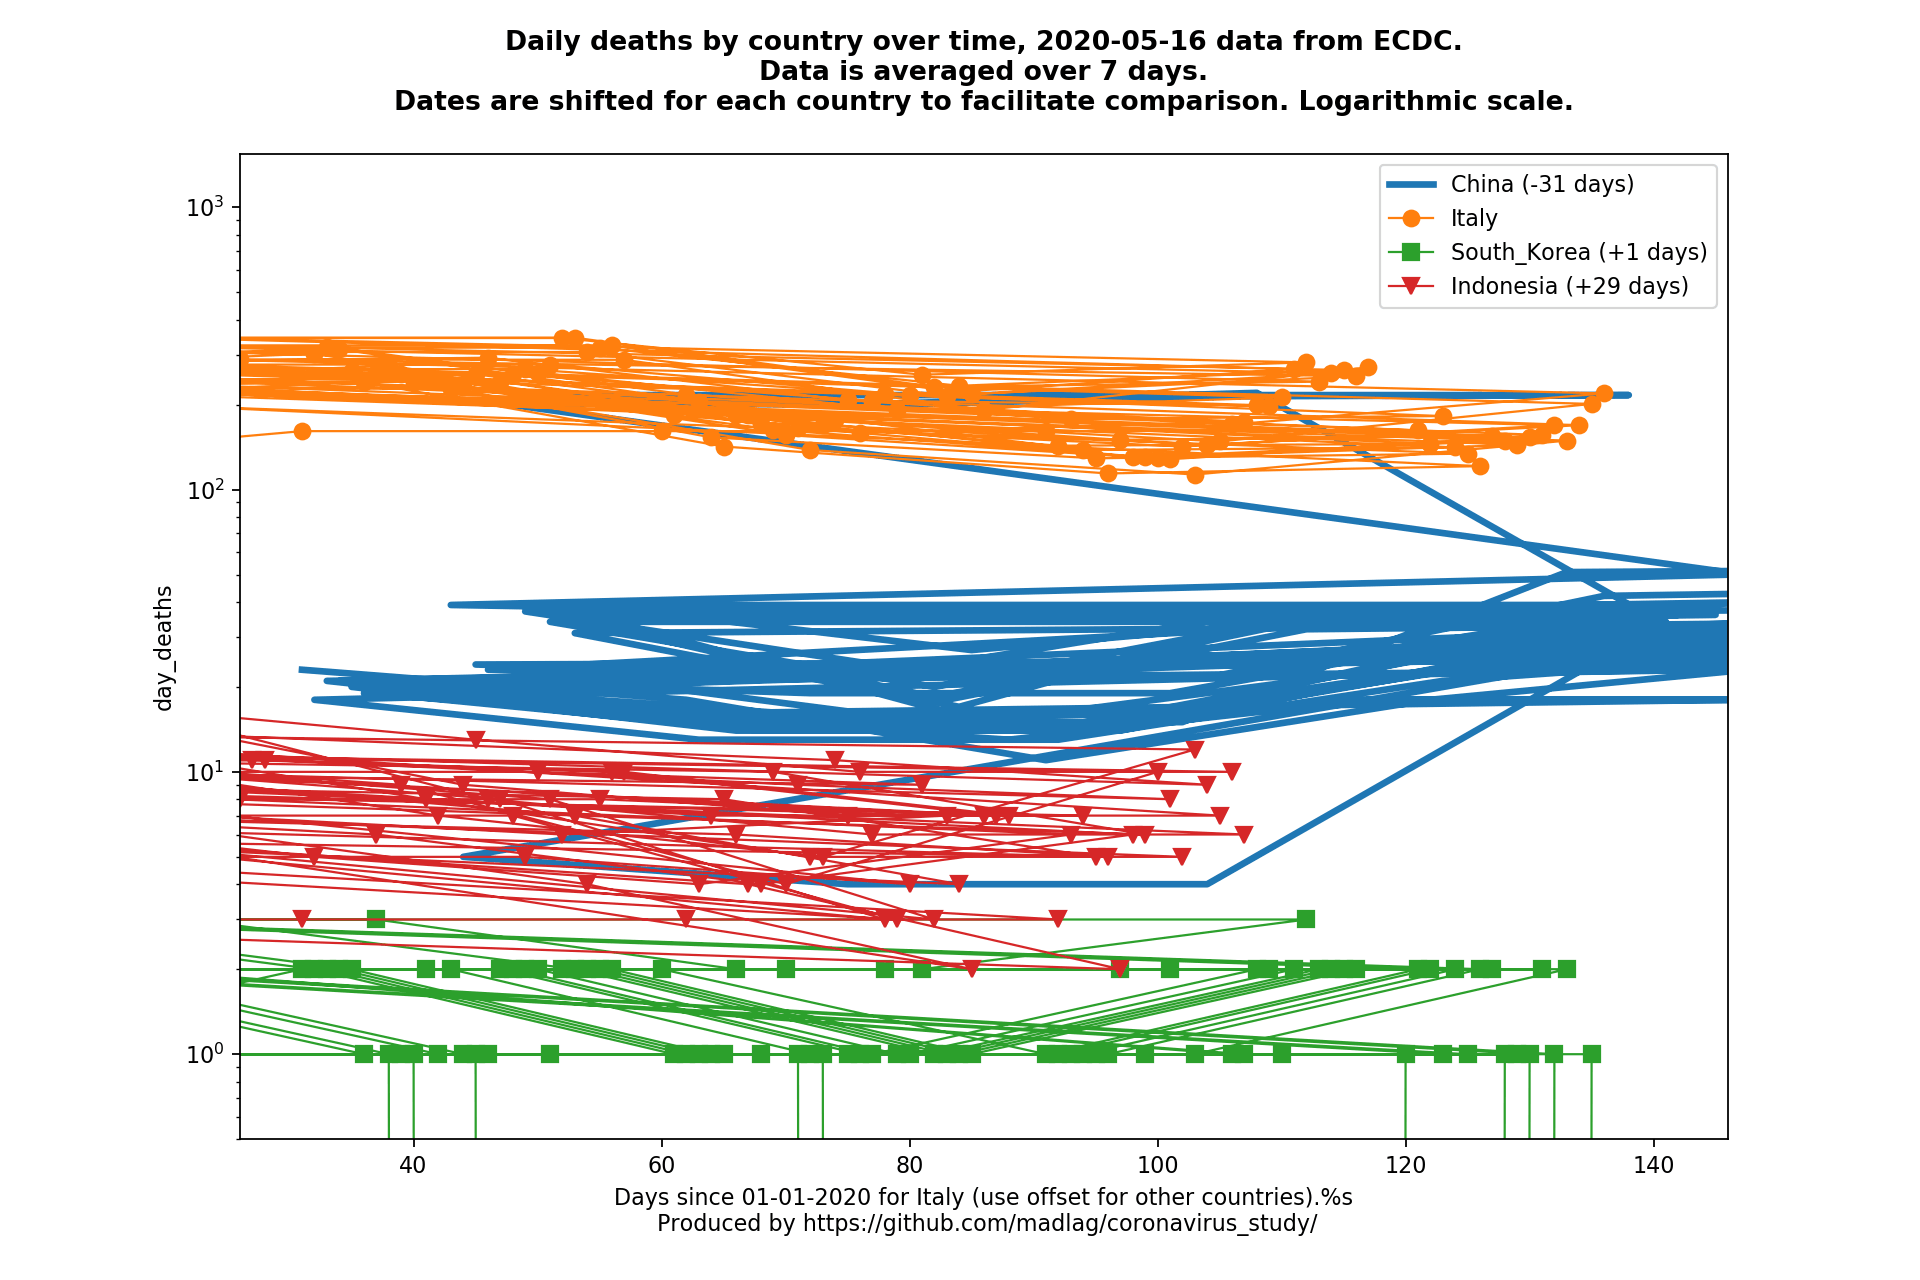 Daily deaths by country over time, 2020-05-16 data from ECDC.
Data is averaged over 7 days.
Dates are shifted for each country to facilitate comparison. Logarithmic scale.
China (-31 days)
Italy
South_Korea (+1 days)
Indonesia (+29 days)
day_deaths
10³
10²
10¹
10⁰
40 60 80 100 120 140
Days since 01-01-2020 for Italy (use offset for other countries).%s
Produced by https://github.com/madlag/coronavirus_study/